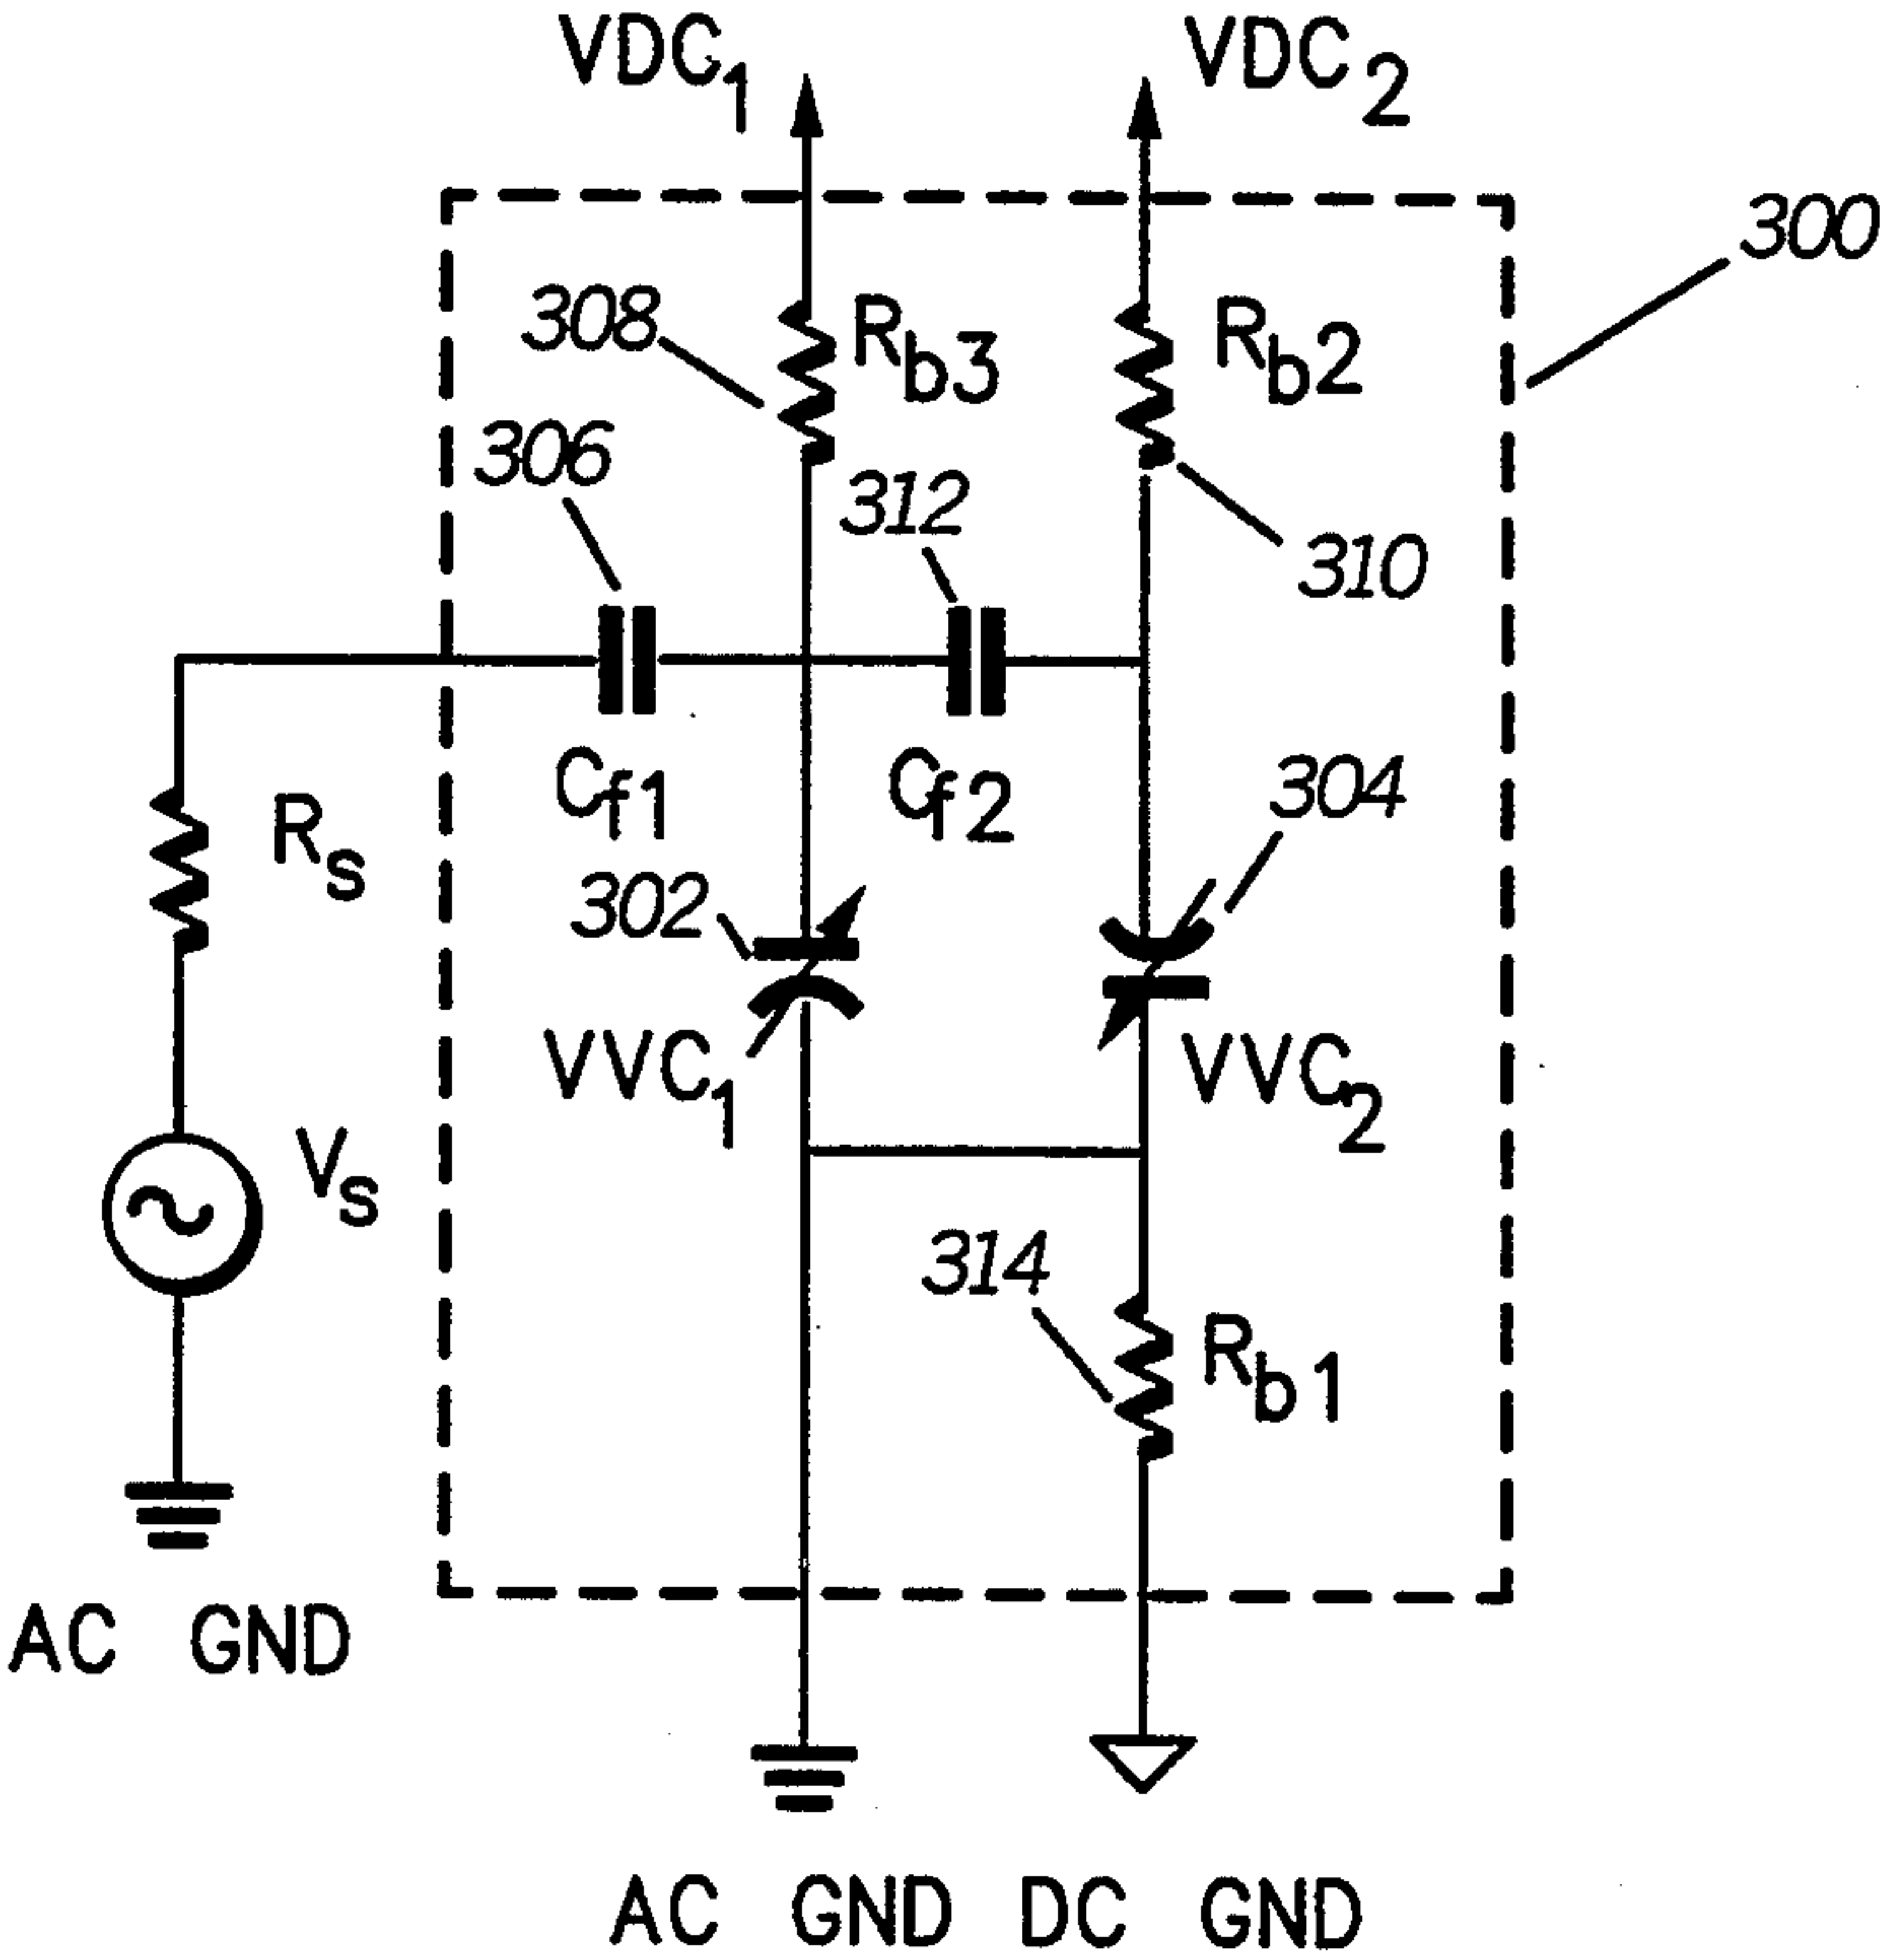 VDC1
VDC2
300
308
Rb3
Rb2
306
312
310
Cf1
Cf2
304
Rs
302
VVC1
VVC2
Vs
314
Rb1
AC GND
AC GND
DC GND